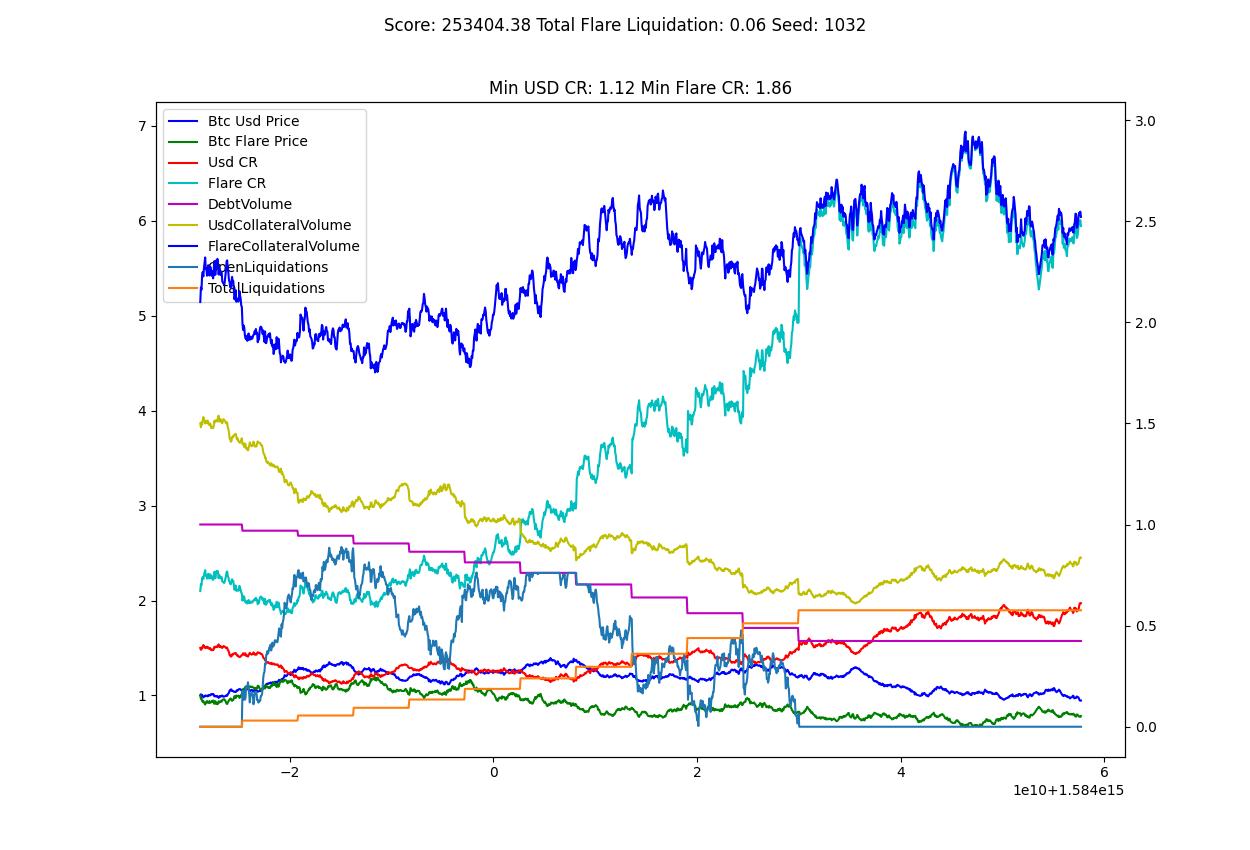 Score: 253404.38 Total Flare Liquidation: 0.06 Seed: 1032
Min USD CR: 1.12 Min Flare CR: 1.86
Btc Usd Price
Btc Flare Price
Usd CR
Flare CR
DebtVolume
UsdCollateralVolume
FlareCollateralVolume
OpenLiquidations
TotalLiquidations
7
6
5
4
3
2
1
3.0
2.5
2.0
1.5
1.0
0.5
0.0
−2
0
2
4
6
1e10+1.584e15